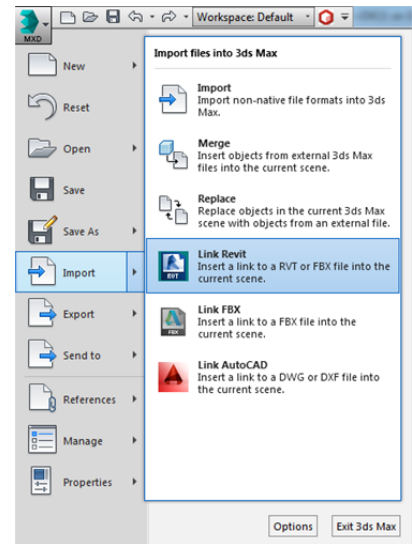 Workspace: Default
MXD
New
Reset
Open
Save
Save As
Import
Export
Send to
References
Manage
Properties
Import files into 3ds Max
Import
Import non-native file formats into 3ds
Max.
Merge
Insert objects from external 3ds Max
files into the current scene.
Replace
Replace objects in the current 3ds Max
scene with objects from an external file.
RVT
Link Revit
Insert a link to a RVT or FBX file into the
current scene.
FBX
Link FBX
Insert a link to a FBX file into the
current scene.
Link AutoCAD
Insert a link to a DWG or DXF file into
the current scene.
Options
Exit 3ds Max